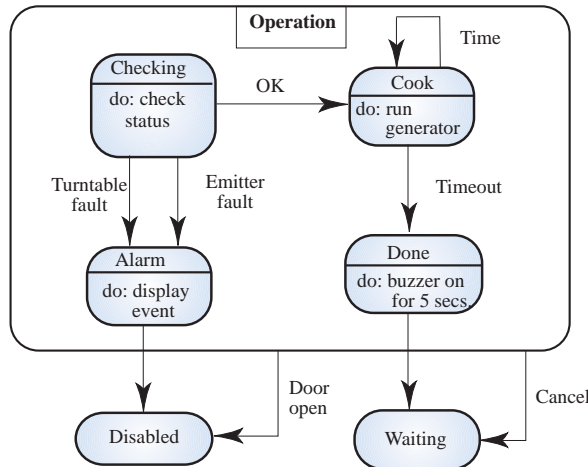 Operation
Time
Checking
do: check
status
OK
Cook
do: run
generator
Turntable
fault
Emitter
fault
Timeout
Alarm
do: display
event
Done
do: buzzer on
for 5 secs.
Door
open
Cancel
Disabled
Waiting